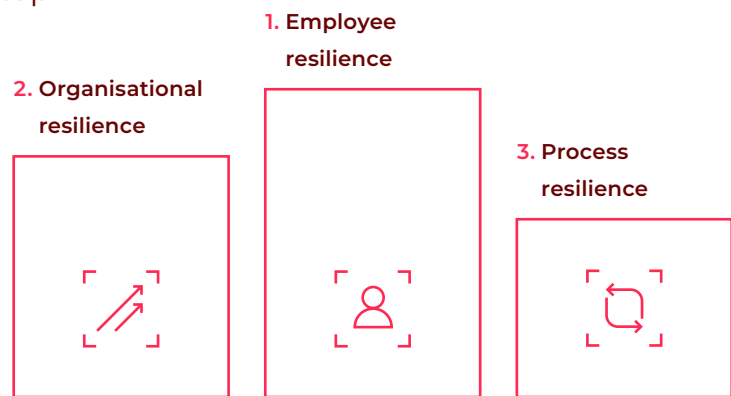 1. Employee
resilience
2. Organisational
resilience
3. Process
resilience